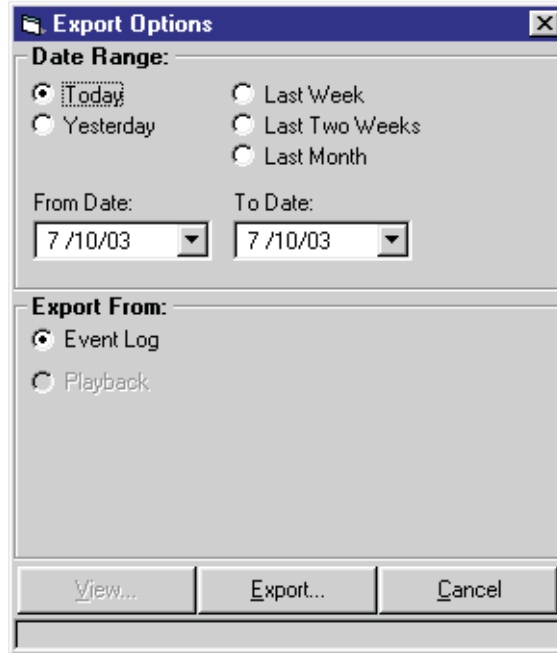 Export Options
Date Range:
Today Last Week
Yesterday Last Two Weeks
Last Month
From Date: To Date:
7 /10/03 7 /10/03
Export From:
Event Log
Playback
View... Export... Cancel